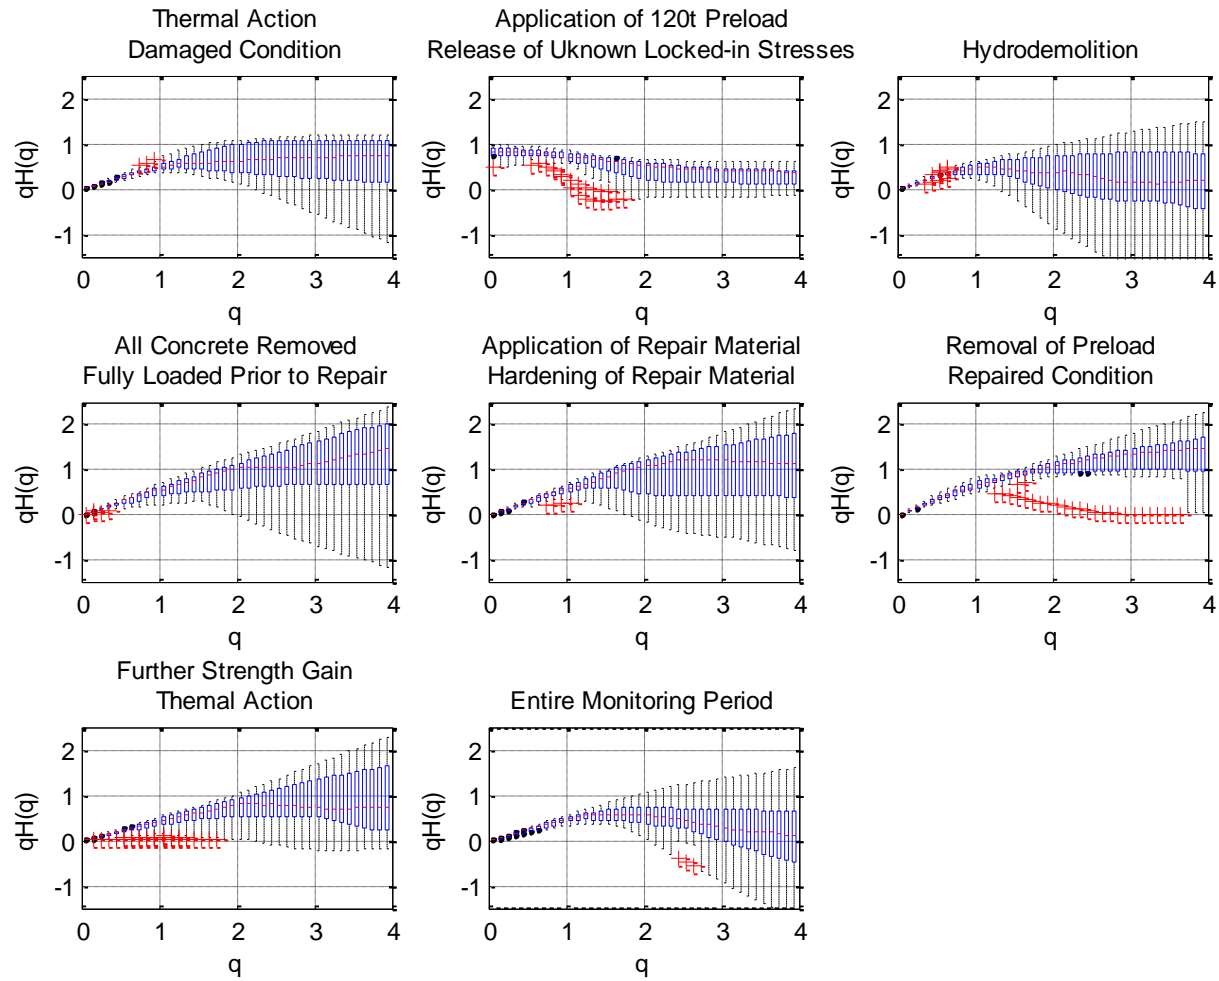 Thermal Action
Damaged Condition
Application of 120t Preload
Release of Uknown Locked-in Stresses
Hydrodemolition
qH(q)
2
1
0
-1
0 1 2 3 4
q
qH(q)
2
1
0
-1
0 1 2 3 4
q
qH(q)
2
1
0
-1
0 1 2 3 4
q
All Concrete Removed
Fully Loaded Prior to Repair
Application of Repair Material
Hardening of Repair Material
Removal of Preload
Repaired Condition
qH(q)
2
1
0
-1
0 1 2 3 4
q
qH(q)
2
1
0
-1
0 1 2 3 4
q
qH(q)
2
1
0
-1
0 1 2 3 4
q
Further Strength Gain
Themal Action
Entire Monitoring Period
qH(q)
2
1
0
-1
0 1 2 3 4
q
qH(q)
2
1
0
-1
0 1 2 3 4
q